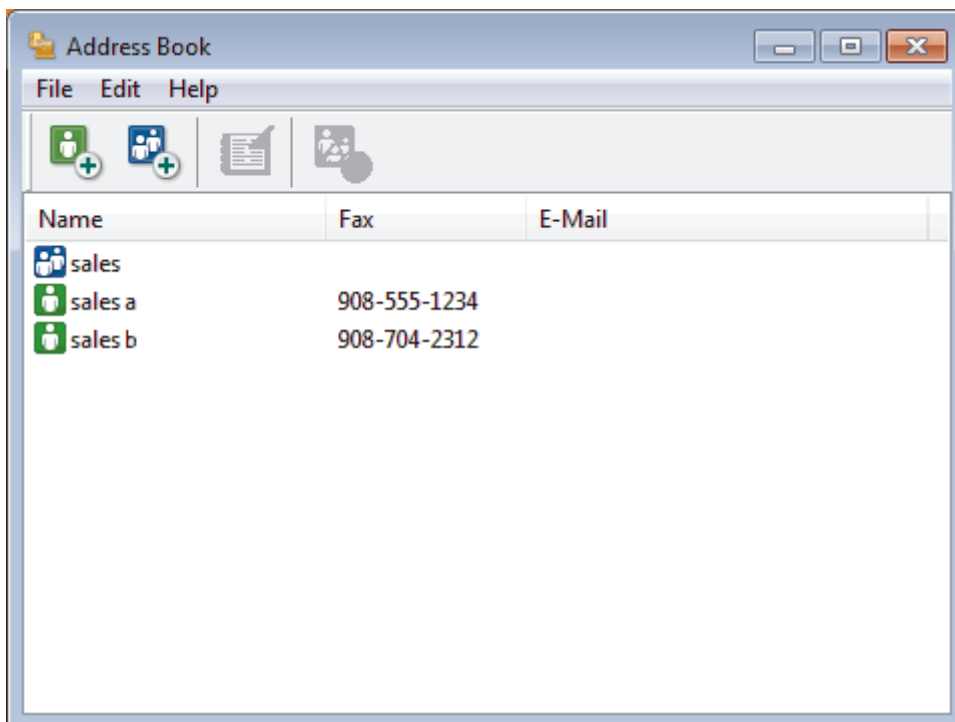 Address Book
File Edit Help
Name Fax E-Mail
sales
sales a 908-555-1234
sales b 908-704-2312